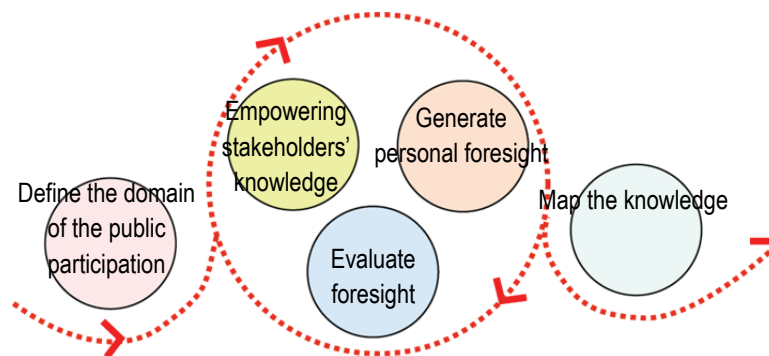 Define the domain
of the public
participation
Empowering
stakeholders'
knowledge
Generate
personal foresight
Evaluate
foresight
Map the knowledge